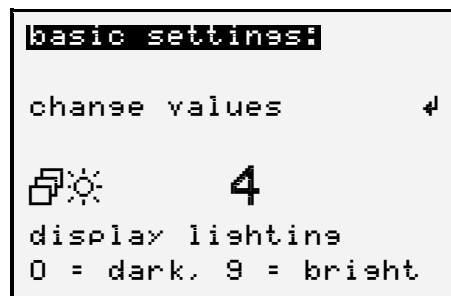 basic settings:
change values ↲
4
display lighting
0 = dark, 9 = bright